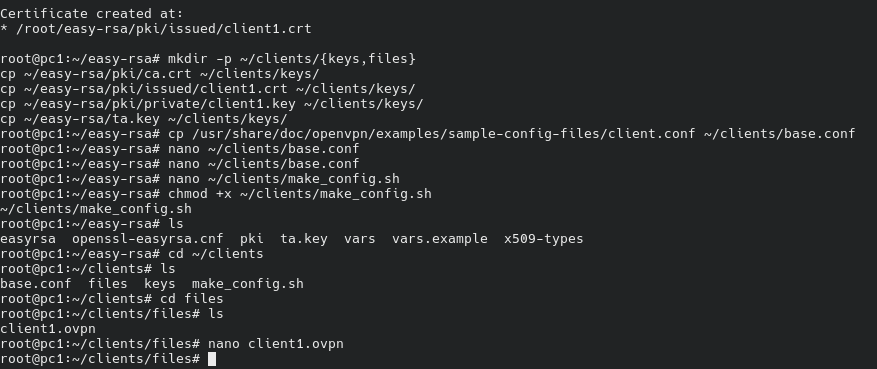 Certificate created at:
* /root/easy-rsa/pki/issued/client1.crt
root@pc1:~/easy-rsa# mkdir -p ~/clients/{keys,files}
cp ~/easy-rsa/pki/ca.crt ~/clients/keys/
cp ~/easy-rsa/pki/issued/client1.crt ~/clients/keys/
cp ~/easy-rsa/pki/private/client1.key ~/clients/keys/
cp ~/easy-rsa/ta.key ~/clients/keys/
root@pc1:~/easy-rsa# cp /usr/share/doc/openvpn/examples/sample-config-files/client.conf ~/clients/base.conf
root@pc1:~/easy-rsa# nano ~/clients/base.conf
root@pc1:~/easy-rsa# nano ~/clients/base.conf
root@pc1:~/easy-rsa# nano ~/clients/make_config.sh
root@pc1:~/easy-rsa# chmod +x ~/clients/make_config.sh
~/clients/make_config.sh
root@pc1:~/easy-rsa# ls
easyrsa  openssl-easyrsa.cnf  pki  ta.key  vars  vars.example  x509-types
root@pc1:~/easy-rsa# cd ~/clients
root@pc1:~/clients# ls
base.conf  files  keys  make_config.sh
root@pc1:~/clients# cd files
root@pc1:~/clients/files# ls
client1.ovpn
root@pc1:~/clients/files# nano client1.ovpn
root@pc1:~/clients/files#